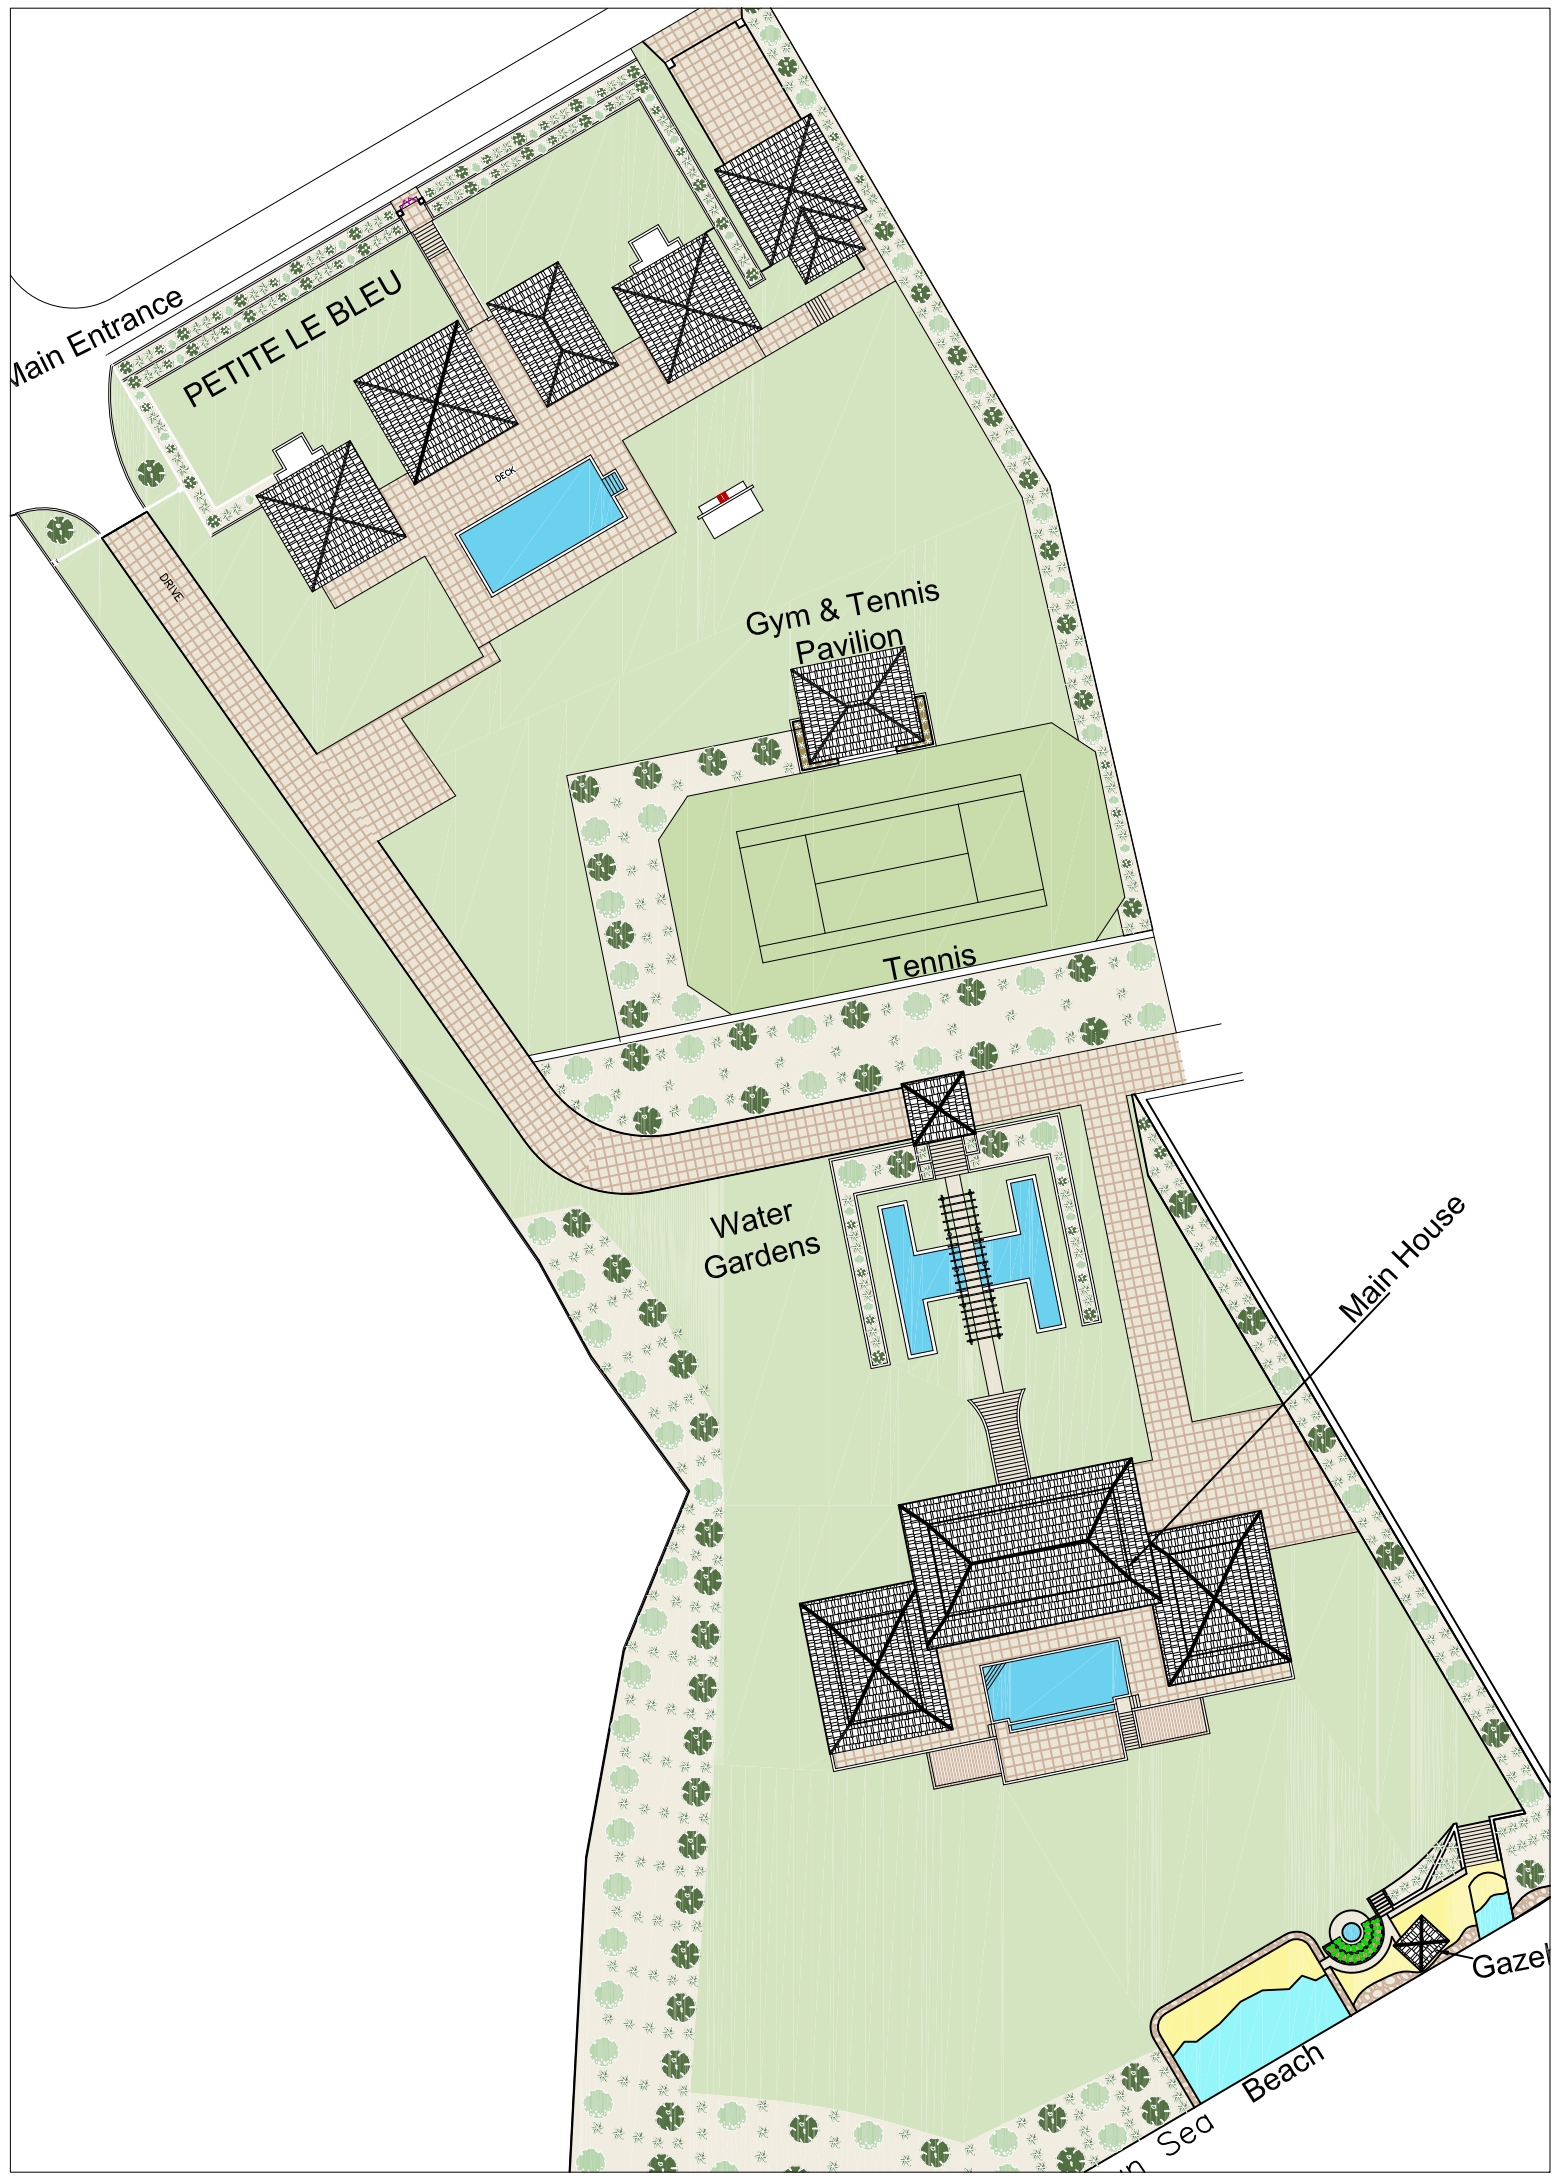 Main Entrance
PETITE LE BLEU
DECK
DRIVE
Gym & Tennis
Pavilion
Tennis
Water
Gardens
Main House
Beach
Sea